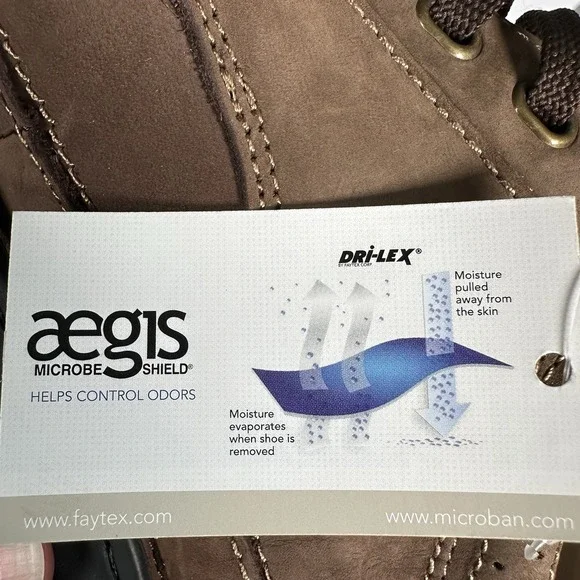 DRI-LEX®
BY FAYTEX CORP.
Moisture
pulled
away from
the skin
aegis
MICROBE SHIELD®
HELPS CONTROL ODORS
Moisture
evaporates
when shoe is
removed
www.faytex.com
www.microban.com